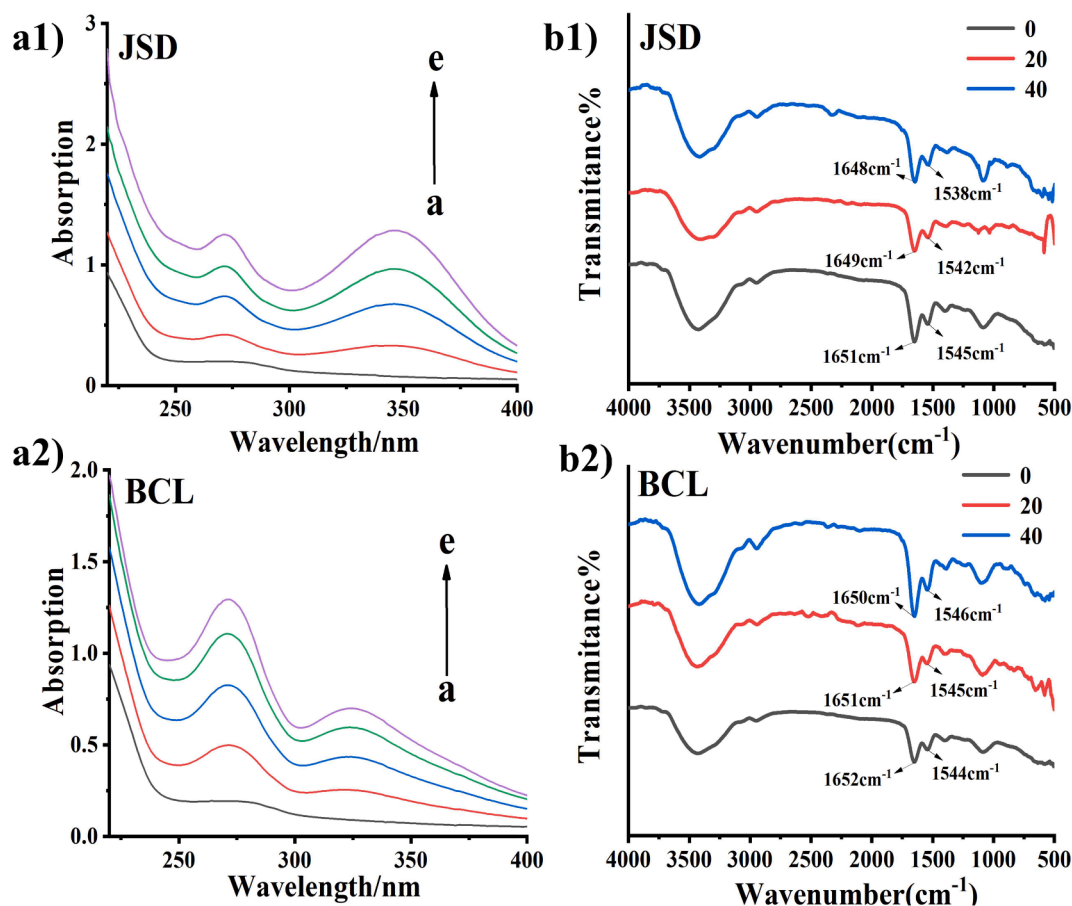 a1)
JSD
3
2
1
0
Absorption
e
a
250 300 350 400
Wavelength/nm
b1)
JSD
0
20
40
Transmitance%
1648cm-1
1538cm-1
1649cm-1
1542cm-1
1651cm-1
1545cm-1
4000 3500 3000 2500 2000 1500 1000 500
Wavenumber(cm-1)
a2)
BCL
2.0
1.5
1.0
0.5
0.0
Absorption
e
a
250 300 350 400
Wavelength/nm
b2)
BCL
0
20
40
Transmitance%
1650cm-1
1546cm-1
1651cm-1
1545cm-1
1652cm-1
1544cm-1
4000 3500 3000 2500 2000 1500 1000 500
Wavenumber(cm-1)